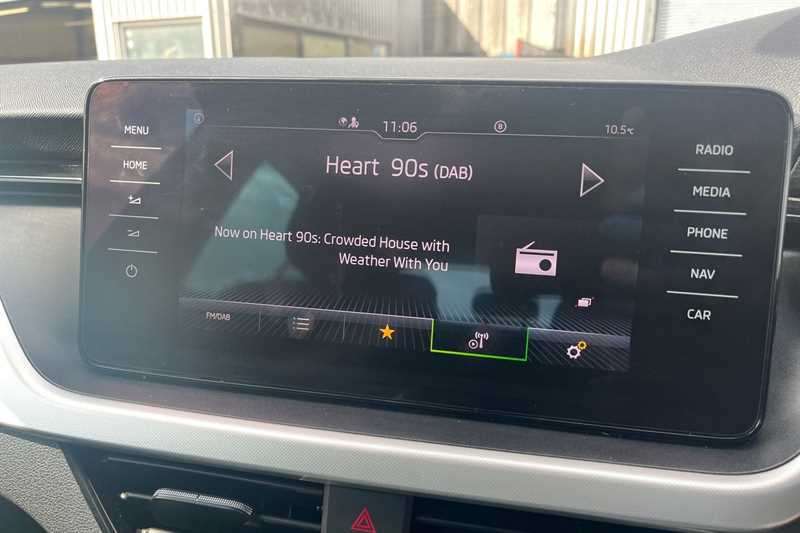 MENU
HOME
11:06
8
10.5°C
Heart 90s (DAB)
Now on Heart 90s: Crowded House with
Weather With You
FM/DAB
RADIO
MEDIA
PHONE
NAV
CAR